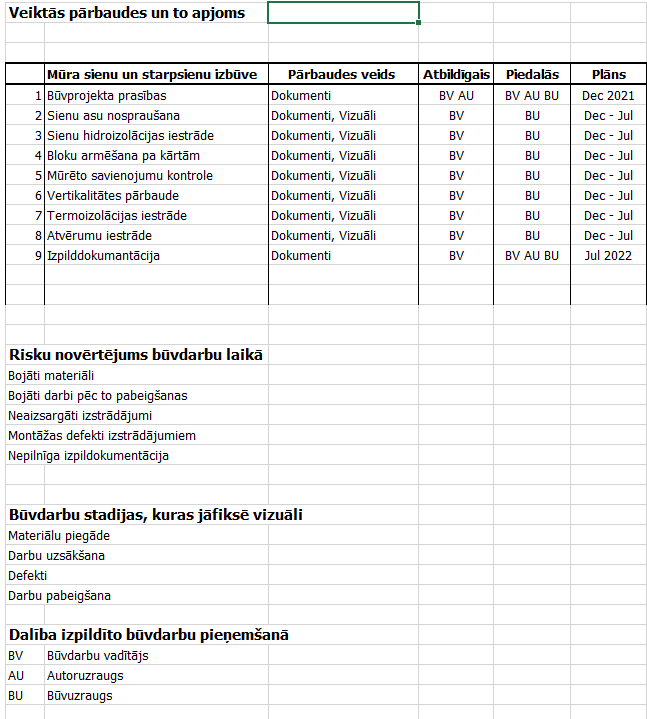 Veiktās pārbaudes un to apjoms
Mūra sienu un starpsienu izbūve Pārbaudes veids Atbildīgais Piedalās Plāns
1 Būvprojekta prasības Dokumenti BV AU BV AU BU Dec 2021
2 Sienu asu nospraušana Dokumenti, Vizuāli BV BU Dec - Jul
3 Sienu hidroizolācijas iestrāde Dokumenti, Vizuāli BV BU Dec - Jul
4 Bloku armēšana pa kārtām Dokumenti, Vizuāli BV BU Dec - Jul
5 Mūrēto savienojumu kontrole Dokumenti, Vizuāli BV BU Dec - Jul
6 Vertikalitātes pārbaude Dokumenti, Vizuāli BV BU Dec - Jul
7 Termoizolācijas iestrāde Dokumenti, Vizuāli BV BU Dec - Jul
8 Atvērumu iestrāde Dokumenti, Vizuāli BV BU Dec - Jul
9 Izpilddokumantācija Dokumenti BV BV AU BU Jul 2022
Risku novērtējums būvdarbu laikā
Bojāti materiāli
Bojāti darbi pēc to pabeigšanas
Neaizsargāti izstrādājumi
Montāžas defekti izstrādājumiem
Nepilnīga izpildokumentācija
Būvdarbu stadijas, kuras jāfiksē vizuāli
Materiālu piegāde
Darbu uzsākšana
Defekti
Darbu pabeigšana
Dalība izpildīto būvdarbu pieņemšanā
BV Būvdarbu vadītājs
AU Autoruzraugs
BU Būvuzraugs